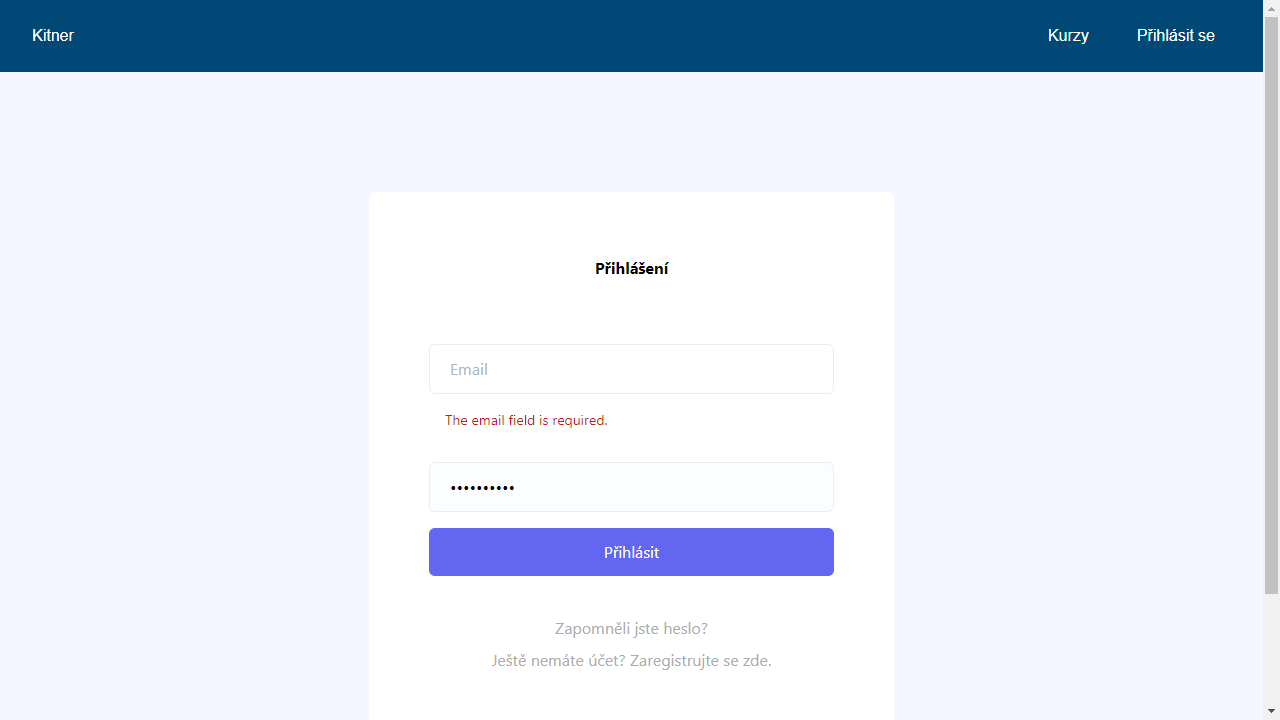 Kitner
Kurzy
Přihlásit se
Přihlášení
Email
The email field is required.
••••••••••
Přihlásit
Zapomněli jste heslo?
Ještě nemáte účet? Zaregistrujte se zde.